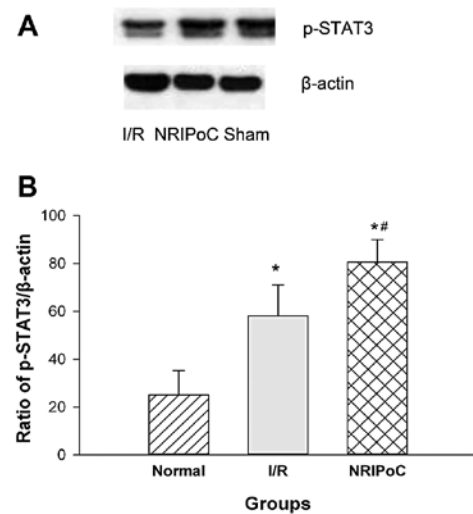 A
p-STAT3
β-actin
I/R NRIPoC Sham
B
100
80
60
40
20
0
Ratio of p-STAT3/β-actin
*
*#
Normal I/R NRIPoC
Groups